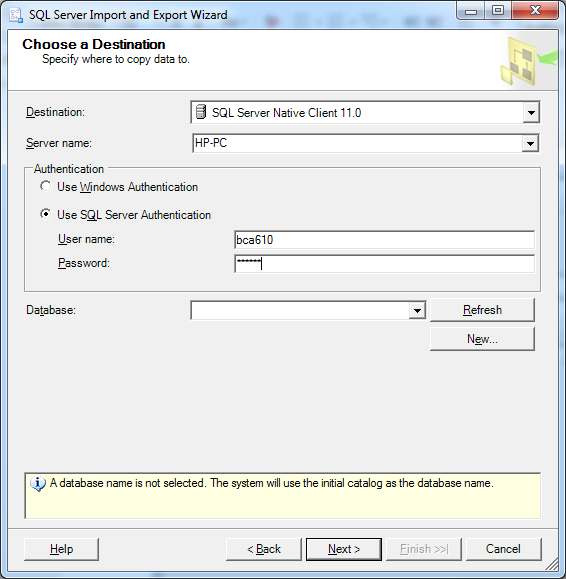 SQL Server Import and Export Wizard
Choose a Destination
Specify where to copy data to.
Destination: SQL Server Native Client 11.0
Server name: HP-PC
Authentication
Use Windows Authentication
Use SQL Server Authentication
User name: bca610
Password: ******
Database: Refresh
New...
A database name is not selected. The system will use the initial catalog as the database name.
Help < Back Next > Finish >>| Cancel